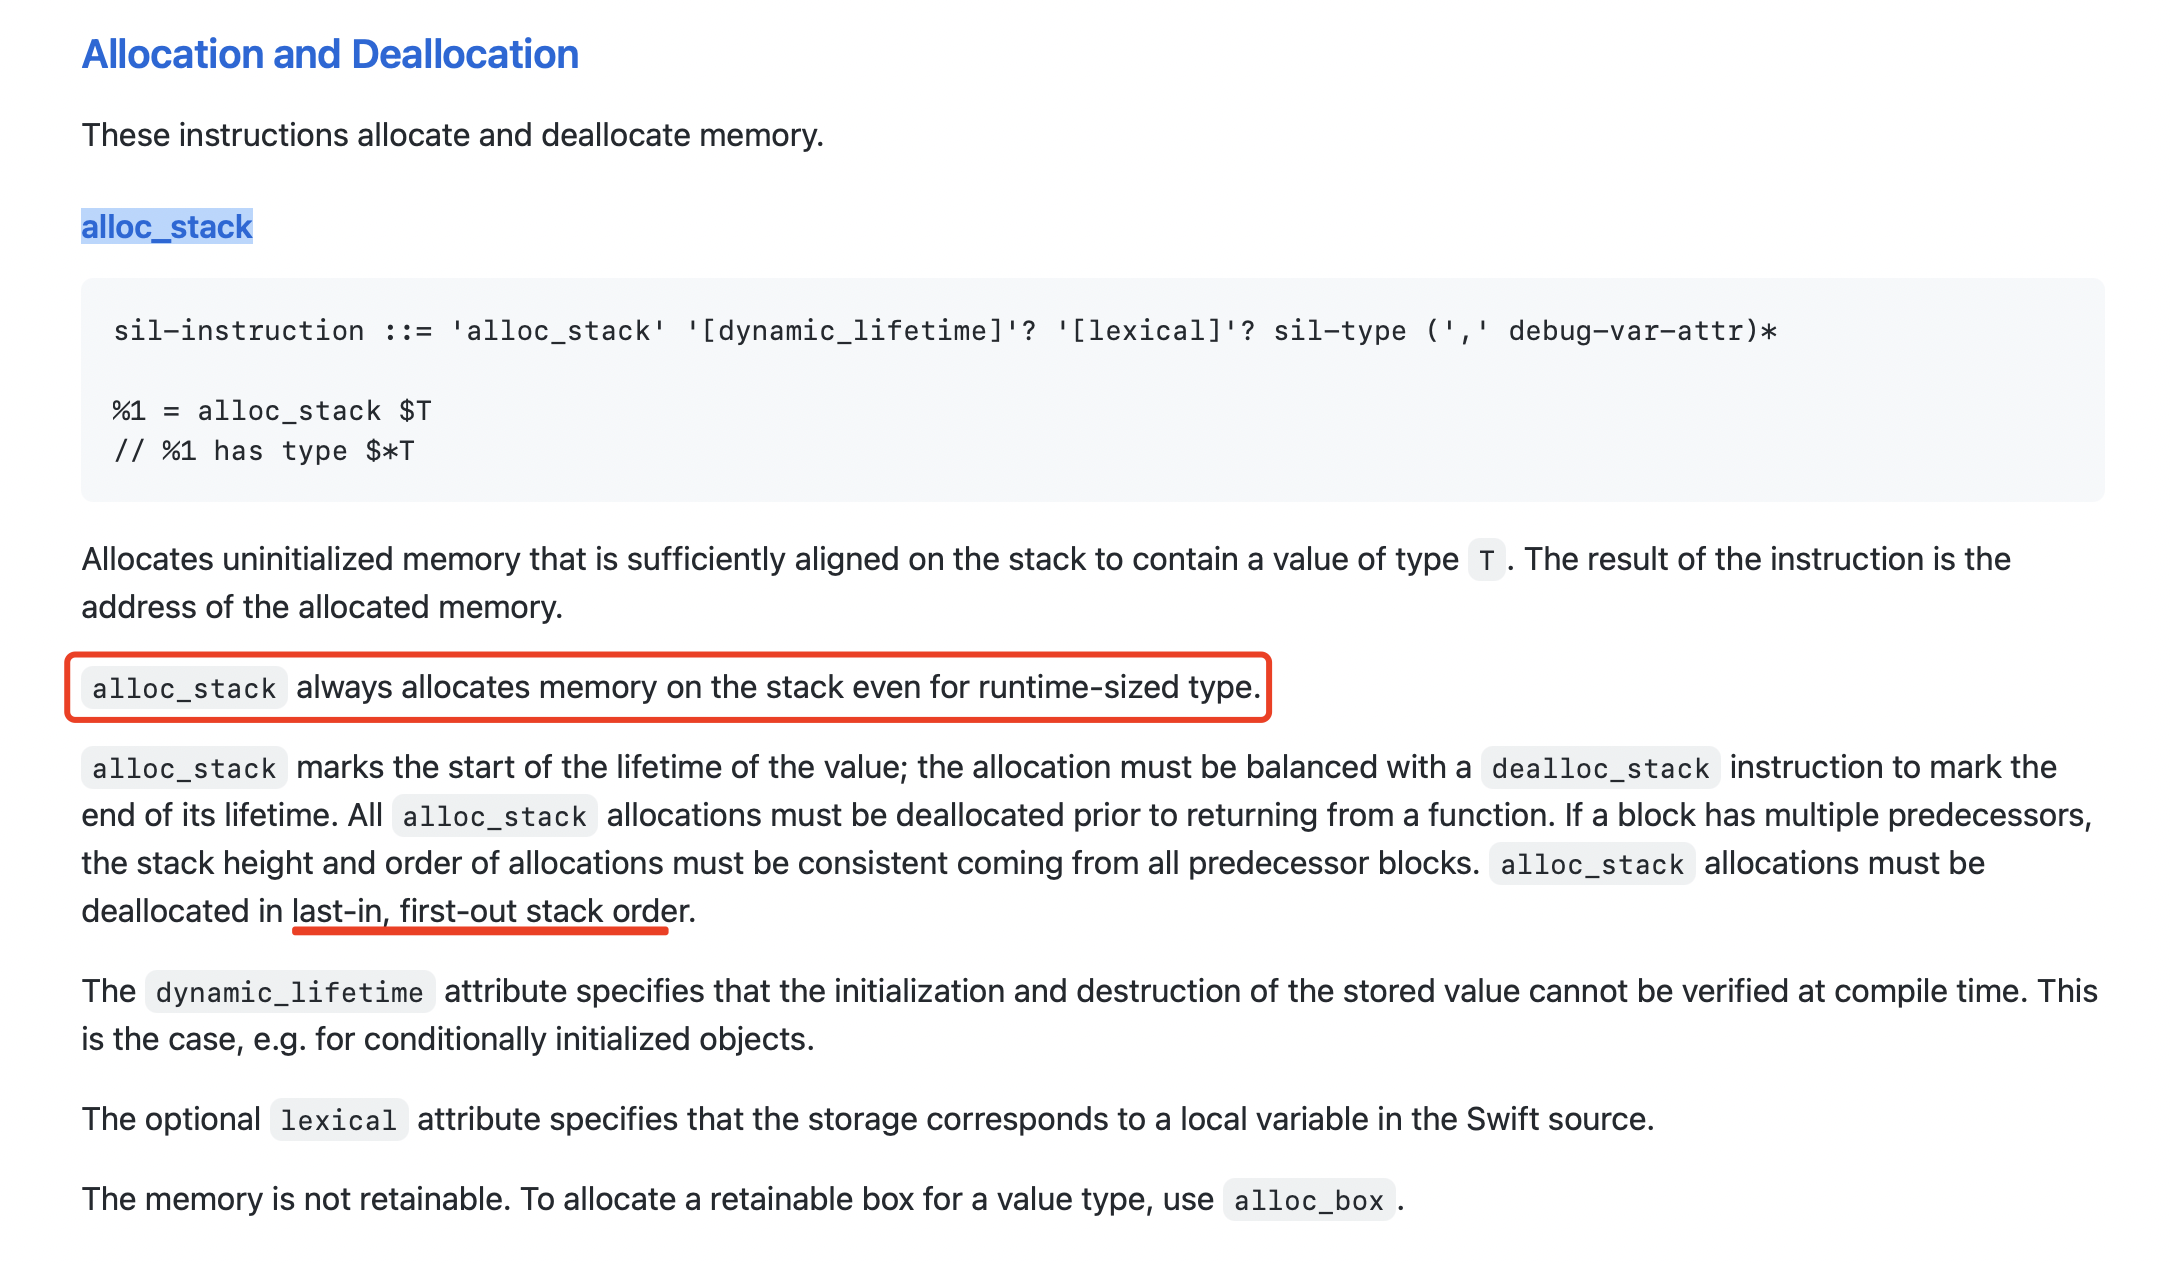 Allocation and Deallocation
These instructions allocate and deallocate memory.
alloc_stack
sil-instruction ::= 'alloc_stack' '[dynamic_lifetime]'? '[lexical]'? sil-type (',' debug-var-attr)*
%1 = alloc_stack $T
// %1 has type $*T
Allocates uninitialized memory that is sufficiently aligned on the stack to contain a value of type T. The result of the instruction is the
address of the allocated memory.
alloc_stack always allocates memory on the stack even for runtime-sized type.
alloc_stack marks the start of the lifetime of the value; the allocation must be balanced with a dealloc_stack instruction to mark the
end of its lifetime. All alloc_stack allocations must be deallocated prior to returning from a function. If a block has multiple predecessors,
the stack height and order of allocations must be consistent coming from all predecessor blocks. alloc_stack allocations must be
deallocated in last-in, first-out stack order.
The dynamic_lifetime attribute specifies that the initialization and destruction of the stored value cannot be verified at compile time. This
is the case, e.g. for conditionally initialized objects.
The optional lexical attribute specifies that the storage corresponds to a local variable in the Swift source.
The memory is not retainable. To allocate a retainable box for a value type, use alloc_box.